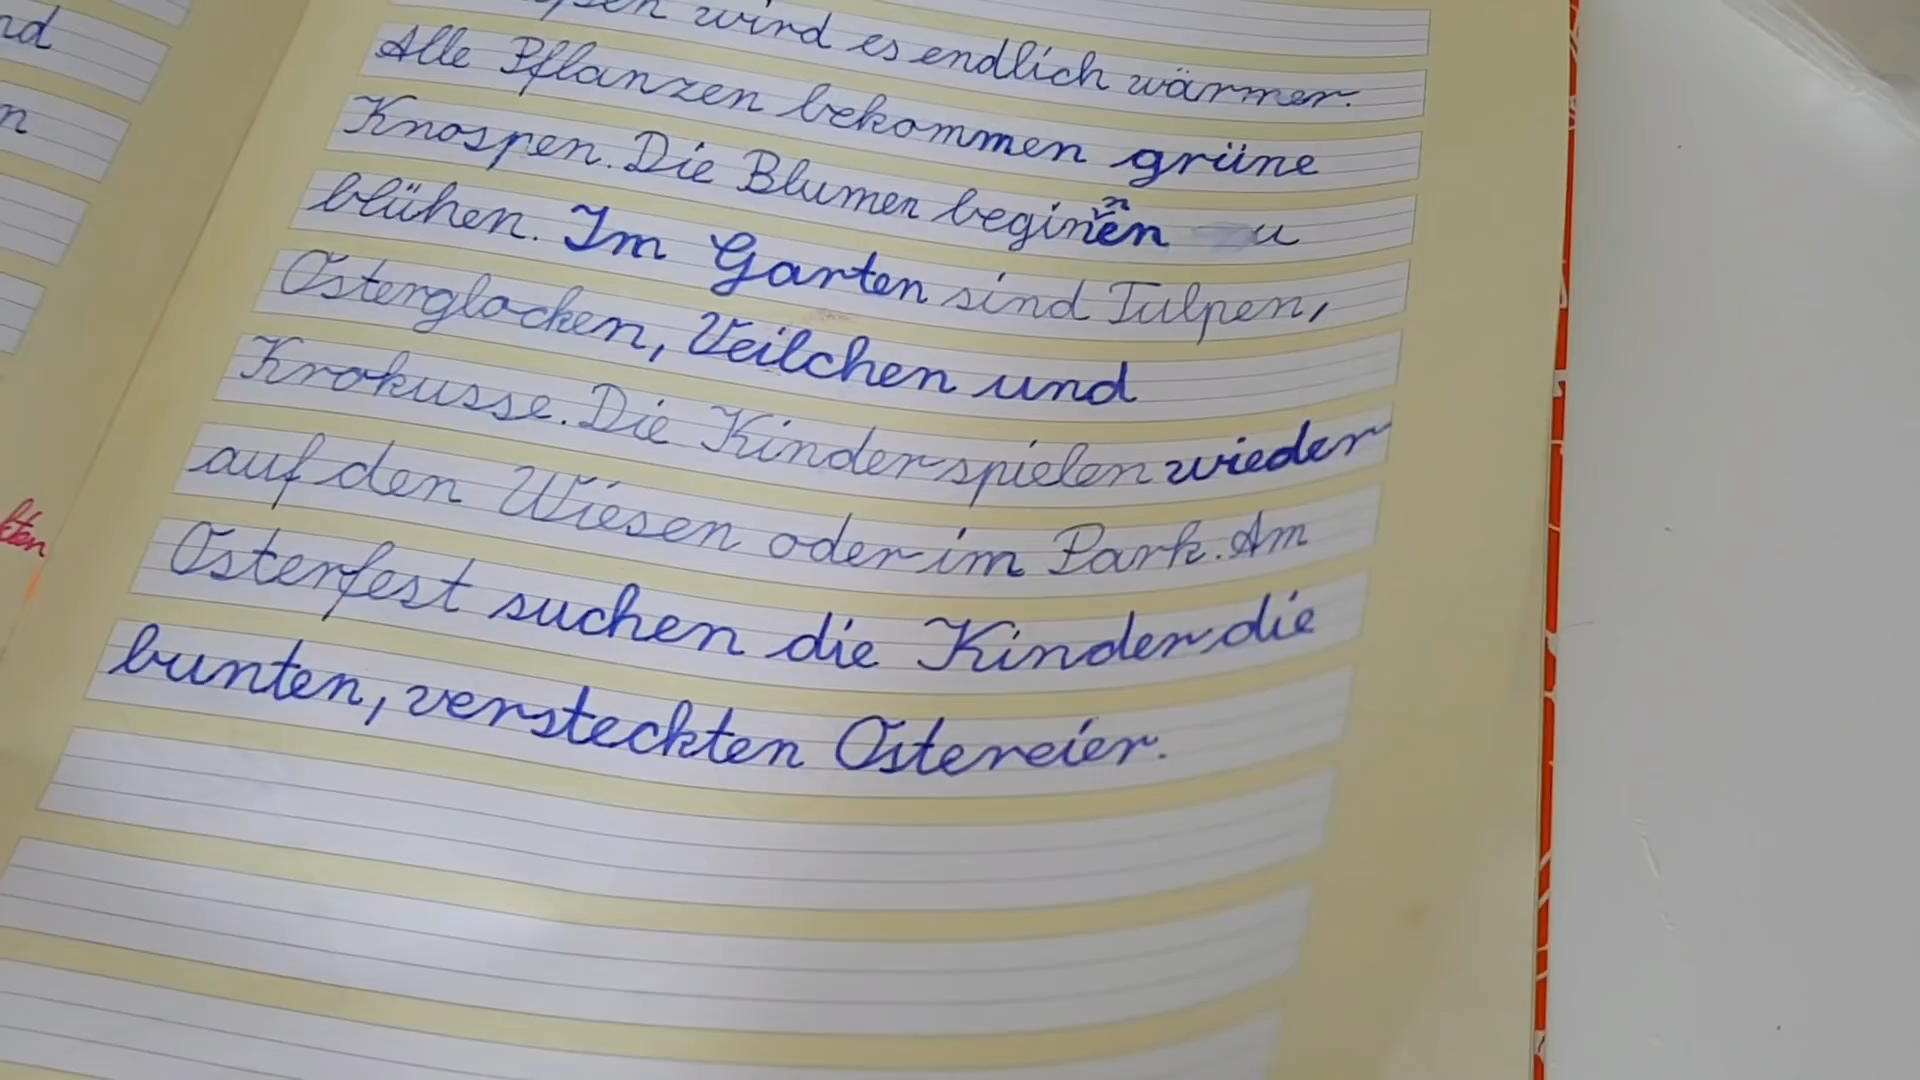 wird es endlich wärmer.
Alle Pflanzen bekommen grüne
Knospen. Die Blumen beginnen u
blühen. Im Garten sind Tulpen,
Osterglocken, Veilchen und
Krokusse. Die Kinder spielen wieder
auf den Wiesen oder im Park. Am
Osterfest suchen die Kinder die
bunten, versteckten Ostereier.